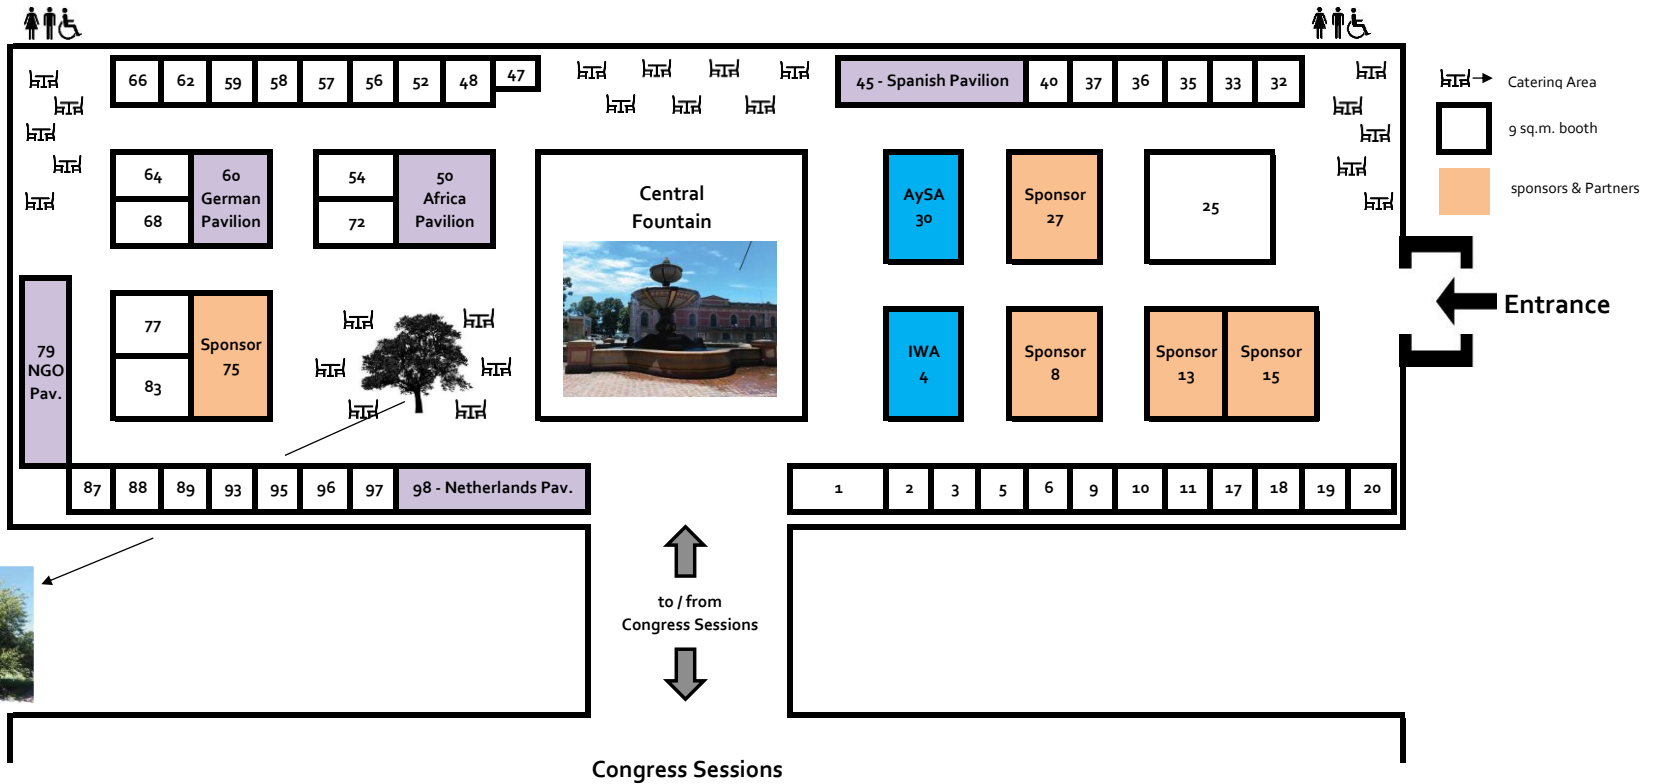 66 62 59 58 57 56 52 48 47
45 - Spanish Pavilion 40 37 36 35 33 32
Catering Area
9 sq.m. booth
sponsors & Partners
64
68
60
German
Pavilion
54
72
50
Africa
Pavilion
Central
Fountain
AySA
30
Sponsor
27
25
Entrance
79
NGO
Pav.
77
83
Sponsor
75
IWA
4
Sponsor
8
Sponsor
13
Sponsor
15
87 88 89 93 95 96 97 98 - Netherlands Pav.
1 2 3 5 6 9 10 11 17 18 19 20
to / from
Congress Sessions
Congress Sessions